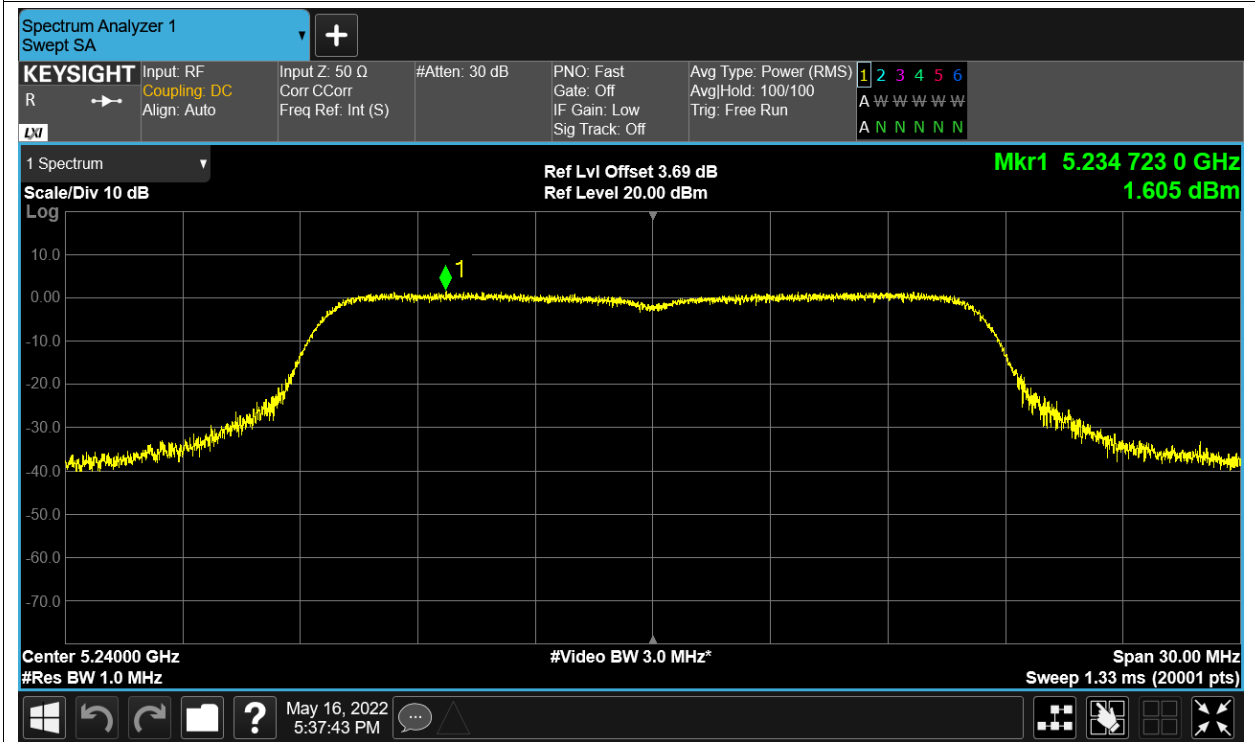 Spectrum Analyzer 1
Swept SA
+
KEYSIGHT
R
LXI
Input: RF
Coupling: DC
Align: Auto
Input Z: 50 Ω
Corr CCorr
Freq Ref: Int (S)
#Atten: 30 dB
PNO: Fast
Gate: Off
IF Gain: Low
Sig Track: Off
Avg Type: Power (RMS)
Avg|Hold: 100/100
Trig: Free Run
1 2 3 4 5 6
A W W W W W
A N N N N N
1 Spectrum
Scale/Div 10 dB
Log
Ref Lvl Offset 3.69 dB
Ref Level 20.00 dBm
Mkr1 5.234 723 0 GHz
1.605 dBm
1
10.0
0.00
-10.0
-20.0
-30.0
-40.0
-50.0
-60.0
-70.0
Center 5.24000 GHz
#Res BW 1.0 MHz
#Video BW 3.0 MHz*
Span 30.00 MHz
Sweep 1.33 ms (20001 pts)
?
May 16, 2022
5:37:43 PM